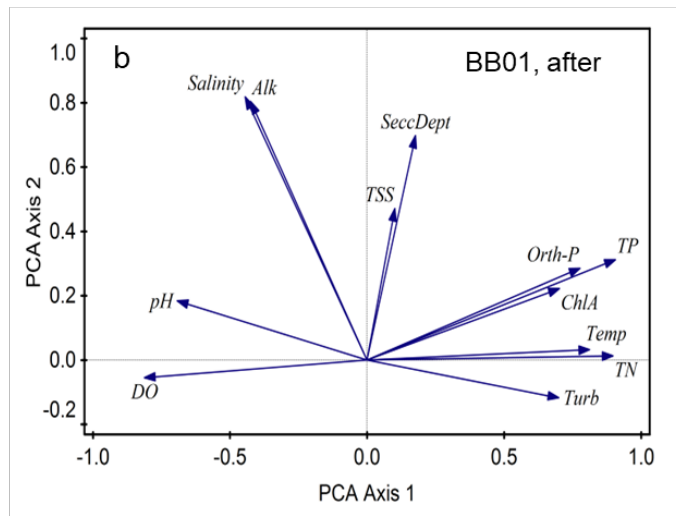 b
BB01, after
1.0
0.8
0.6
0.4
0.2
0.0
-0.2
PCA Axis 2
Salinity
Alk
SeccDept
TSS
Orth-P
TP
ChlA
pH
Temp
TN
DO
Turb
-1.0
-0.5
0.0
0.5
1.0
PCA Axis 1